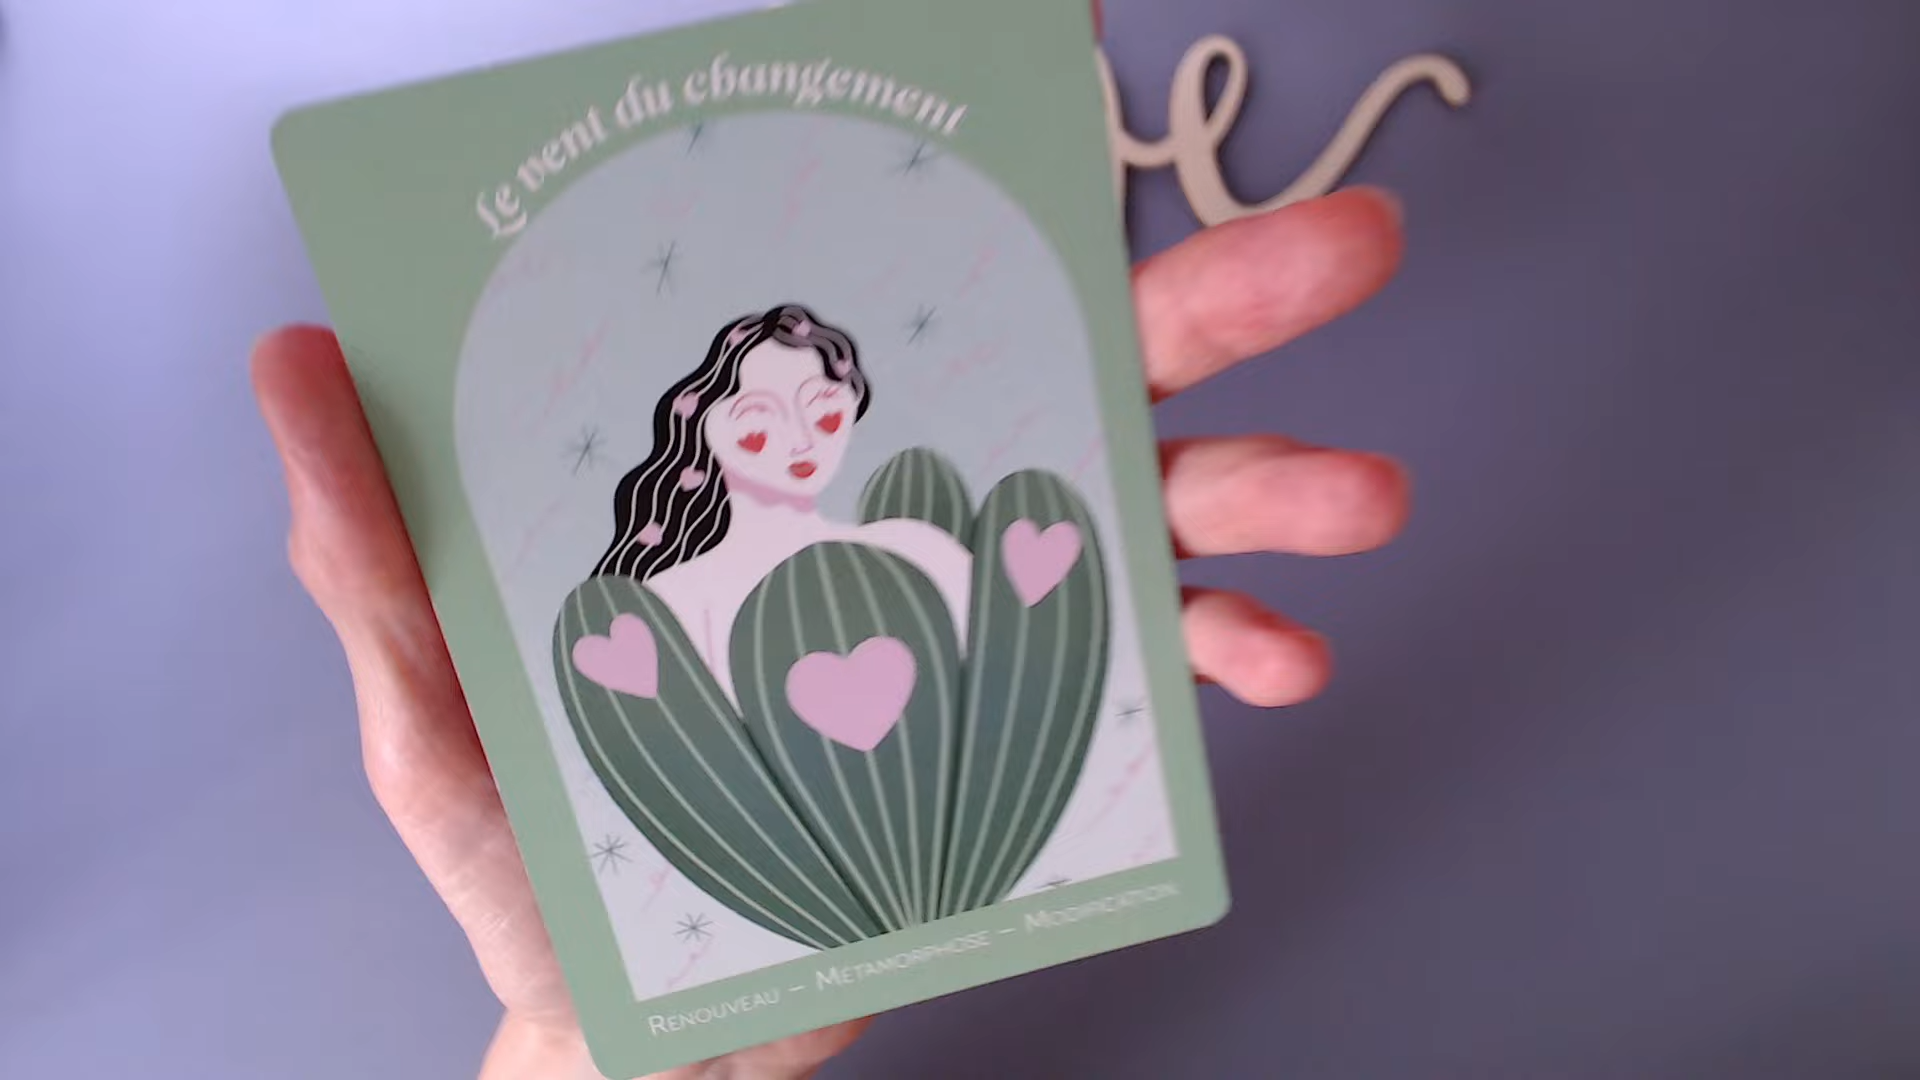 Le vent du changement
RENOUVEAU – MÉTAMORPHOSE – MODIFICATION